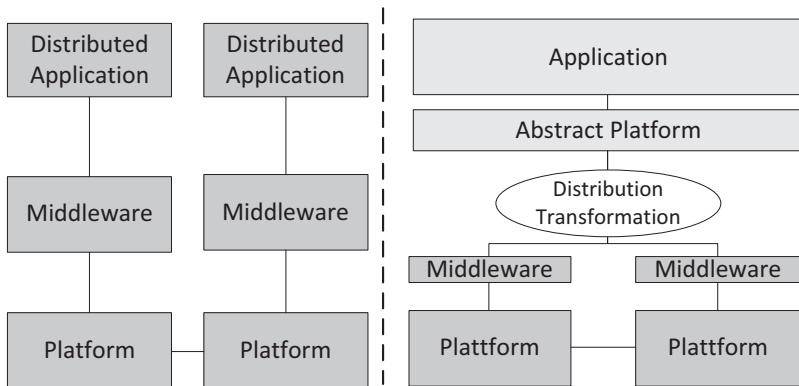 Distributed
Application
Distributed
Application
Middleware
Middleware
Platform
Platform
Application
Abstract Platform
Distribution
Transformation
Middleware
Middleware
Plattform
Plattform